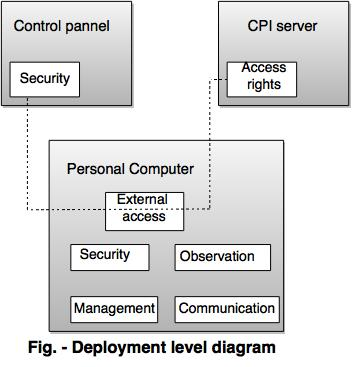 Control pannel
Security
CPI server
Access
rights
Personal Computer
External
access
Security
Observation
Management
Communication
Fig. - Deployment level diagram